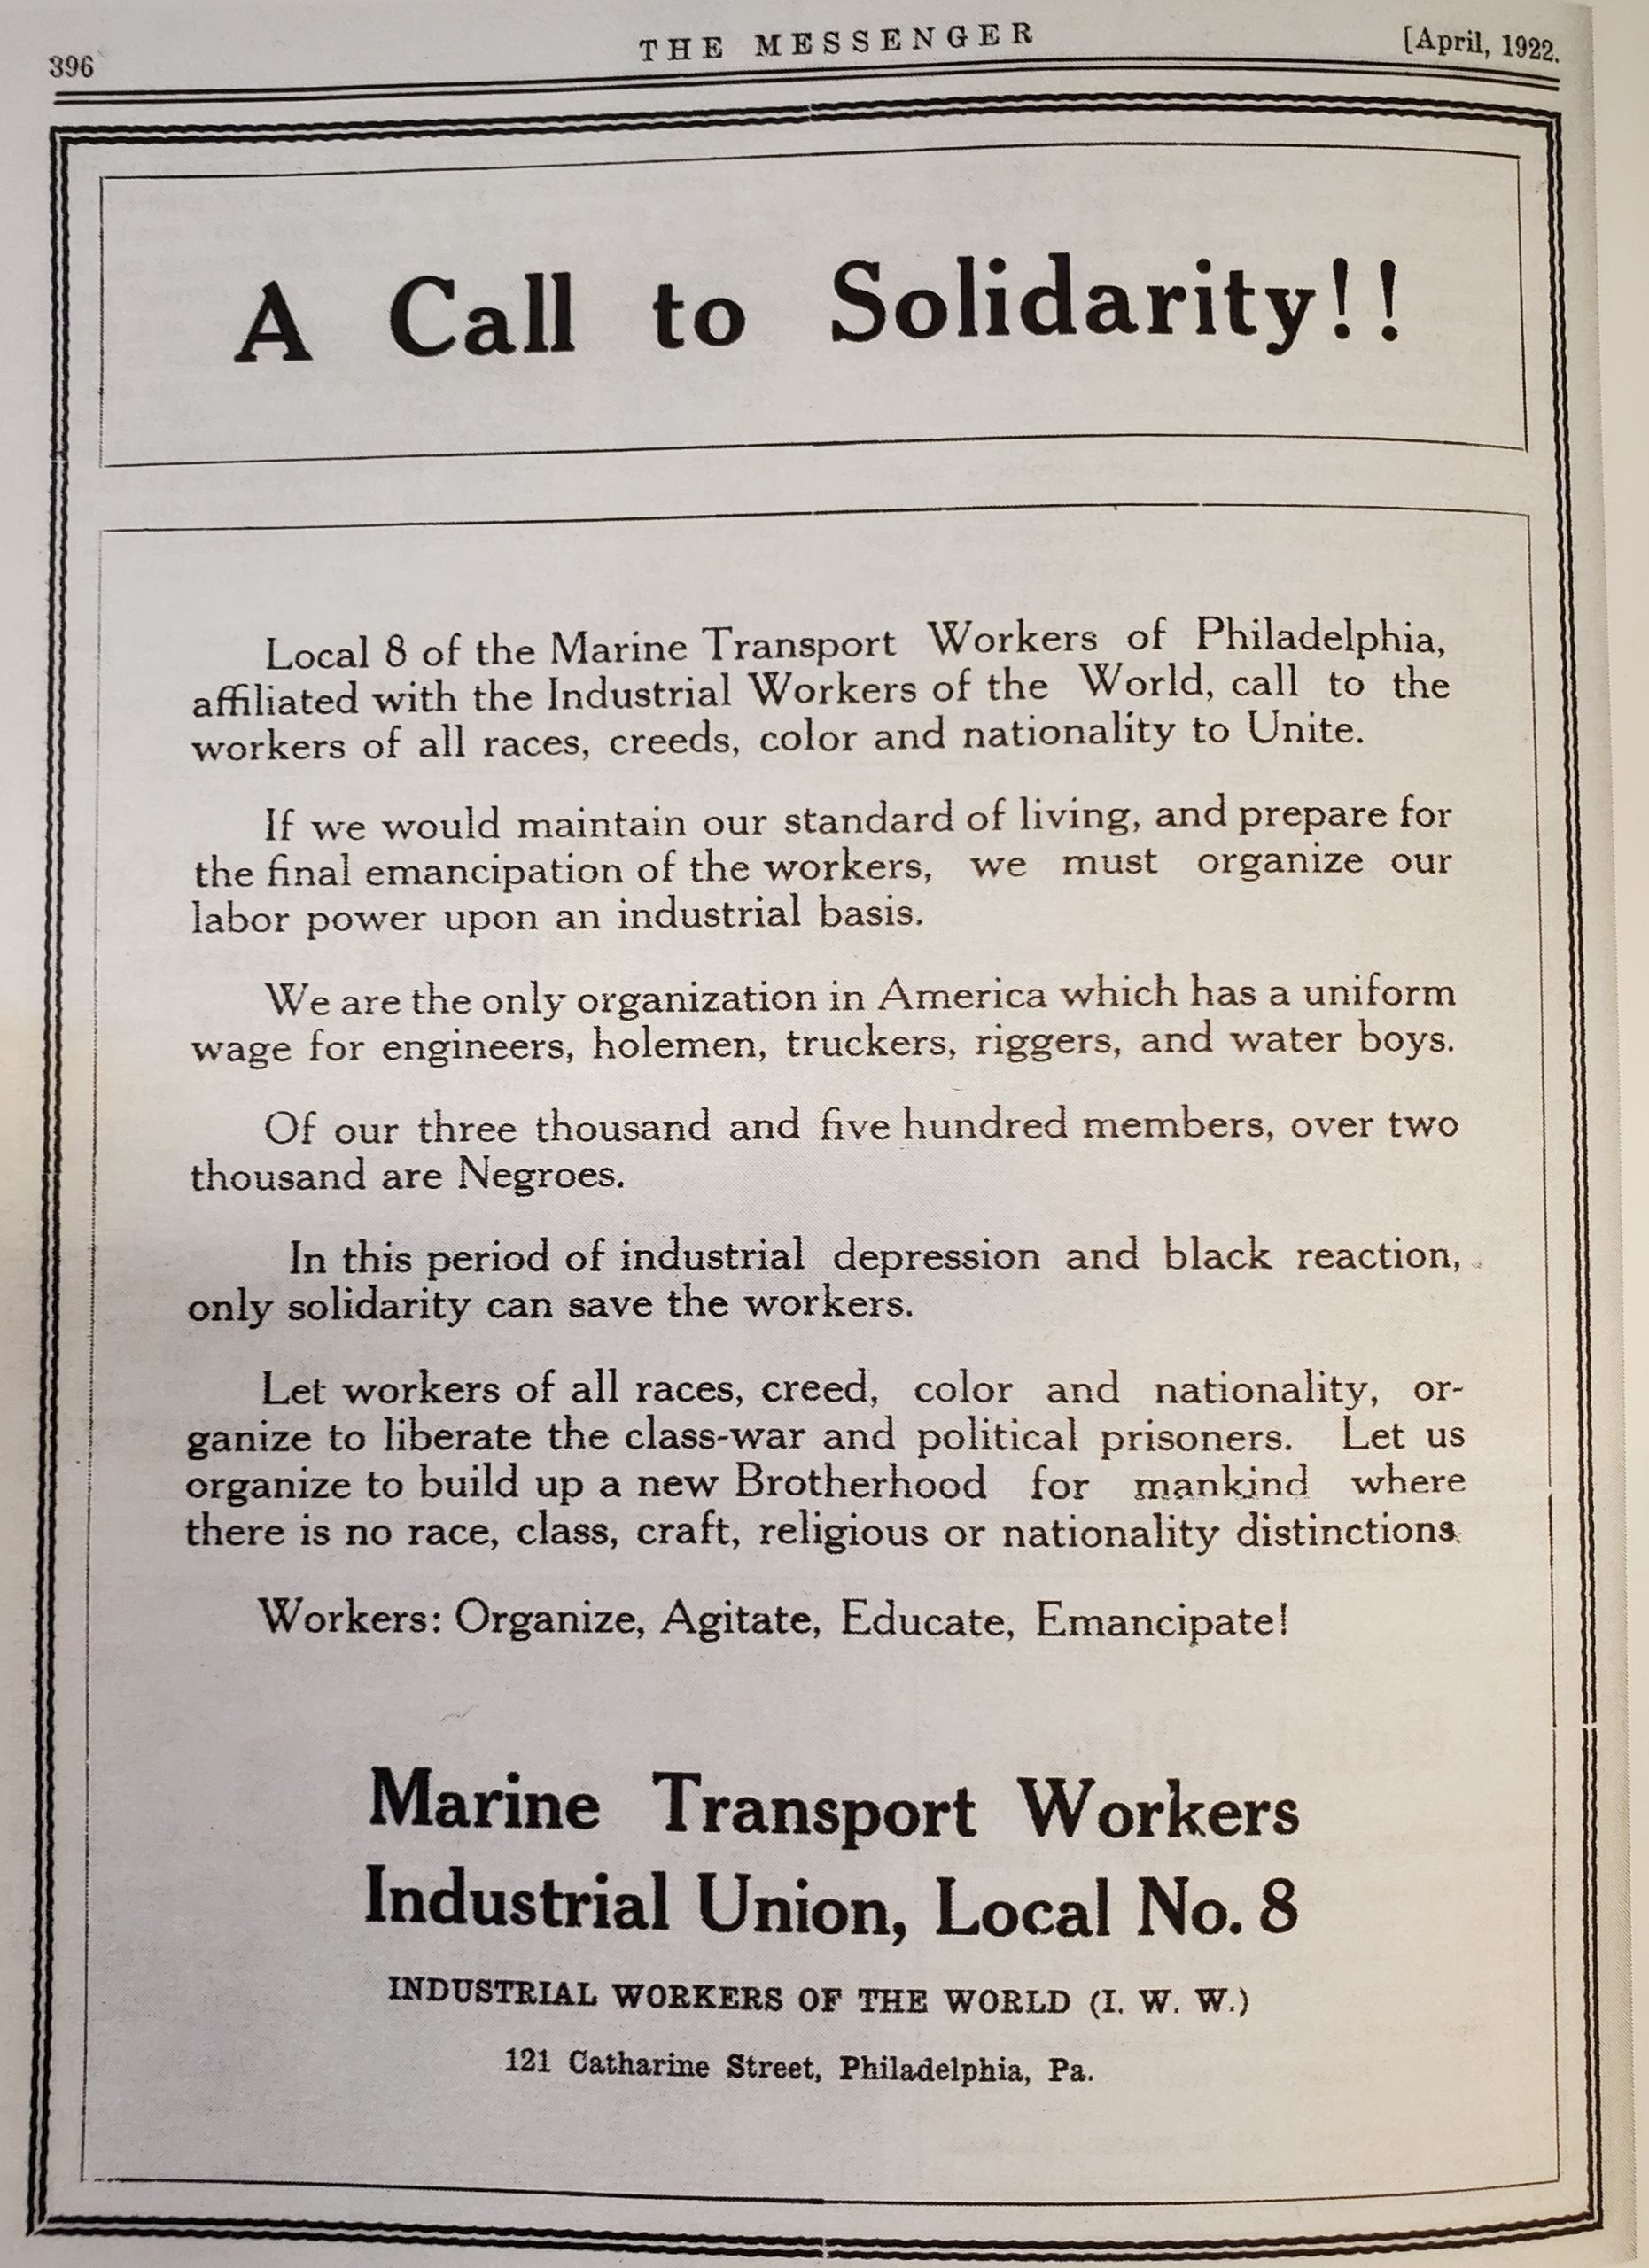 396
THE MESSENGER
[April, 1922.
A Call to Solidarity!!
Local 8 of the Marine Transport Workers of Philadelphia,
affiliated with the Industrial Workers of the World, call to the
workers of all races, creeds, color and nationality to Unite.
If we would maintain our standard of living, and prepare for
the final emancipation of the workers, we must organize our
labor power upon an industrial basis.
We are the only organization in America which has a uniform
wage for engineers, holemen, truckers, riggers, and water boys.
Of our three thousand and five hundred members, over two
thousand are Negroes.
In this period of industrial depression and black reaction,
only solidarity can save the workers.
Let workers of all races, creed, color and nationality, or-
ganize to liberate the class-war and political prisoners. Let us
organize to build up a new Brotherhood for mankind where
there is no race, class, craft, religious or nationality distinctions.
Workers: Organize, Agitate, Educate, Emancipate!
Marine Transport Workers
Industrial Union, Local No. 8
INDUSTRIAL WORKERS OF THE WORLD (I. W. W.)
121 Catharine Street, Philadelphia, Pa.